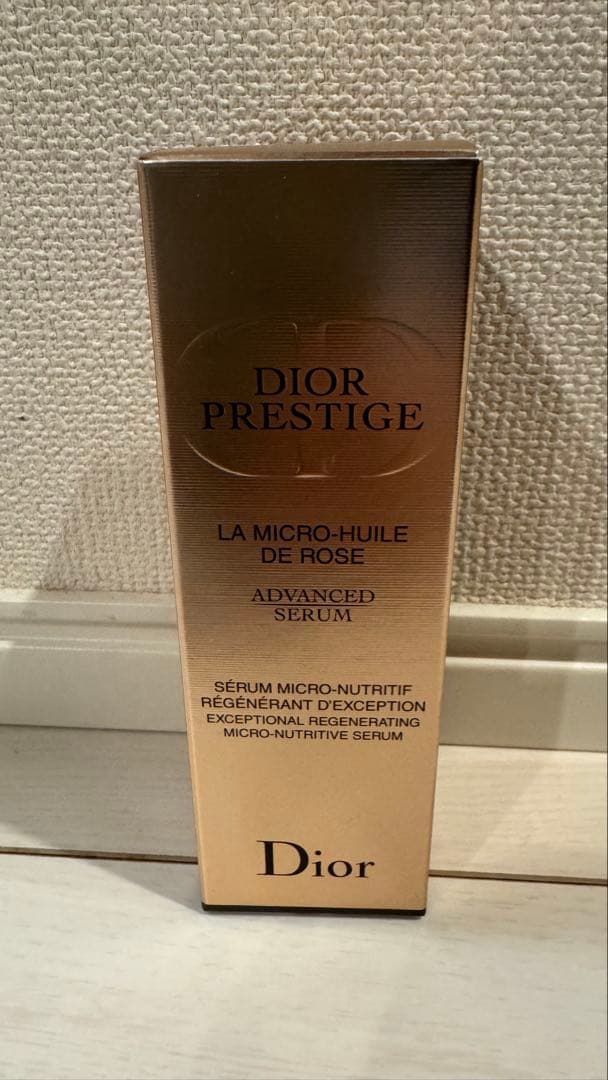 DIOR
PRESTIGE
LA MICRO-HUILE
DE ROSE
ADVANCED
SERUM
SÉRUM MICRO-NUTRITIF
RÉGÉNÉRANT D'EXCEPTION
EXCEPTIONAL REGENERATING
MICRO-NUTRITIVE SERUM
Dior